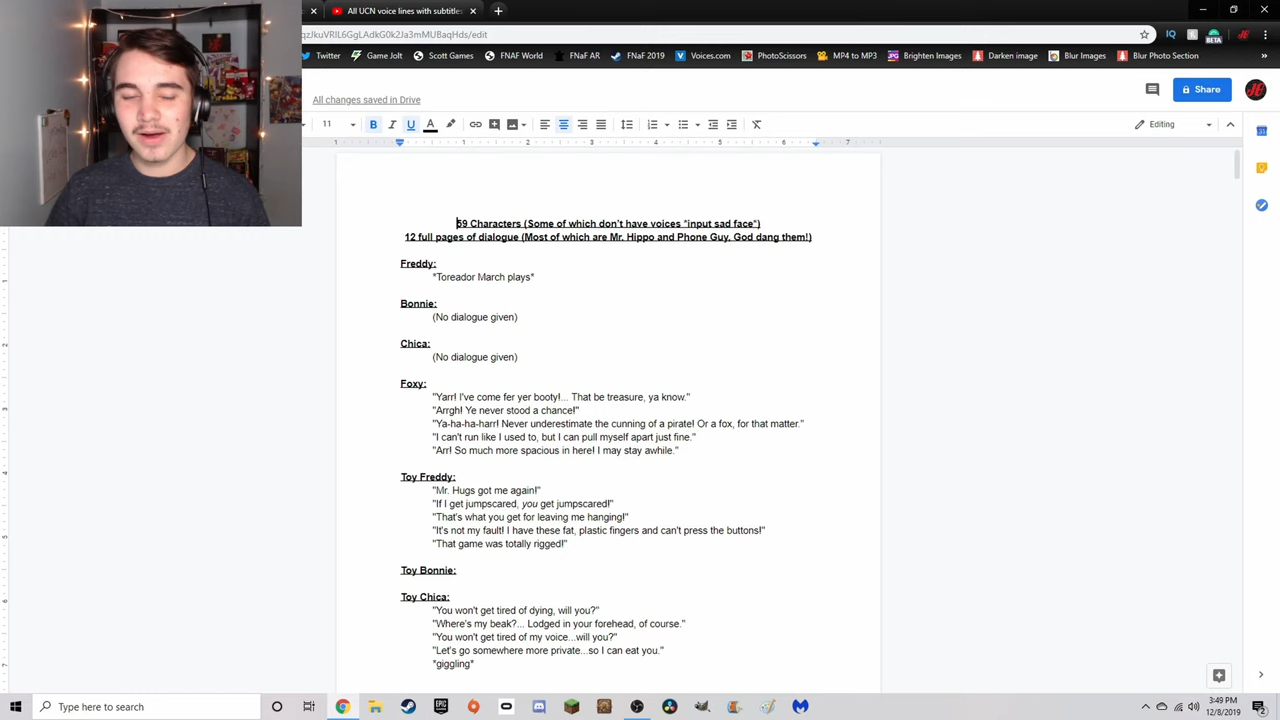 All UCN voice lines with subtitles
qzJkuVRIL6GgLAdkG0k2Ja3mMUBaqHds/edit
Twitter Game Jolt Scott Games FNAF World FNaF AR FNaF 2019 Voices.com PhotoScissors MP4 to MP3 Brighten Images Darken image Blur Images Blur Photo Section
All changes saved in Drive
Share
11 B I U A
Editing
1 1 2 3 4 5 6 7
59 Characters (Some of which don't have voices *input sad face*)
12 full pages of dialogue (Most of which are Mr. Hippo and Phone Guy, God dang them!)
Freddy:
*Toreador March plays*
Bonnie:
(No dialogue given)
Chica:
(No dialogue given)
Foxy:
"Yarr! I've come fer yer booty!... That be treasure, ya know."
"Arrgh! Ye never stood a chance!"
"Ya-ha-ha-harr! Never underestimate the cunning of a pirate! Or a fox, for that matter."
"I can't run like I used to, but I can pull myself apart just fine."
"Arr! So much more spacious in here! I may stay awhile."
Toy Freddy:
"Mr. Hugs got me again!"
"If I get jumpscared, you get jumpscared!"
"That's what you get for leaving me hanging!"
"It's not my fault! I have these fat, plastic fingers and can't press the buttons!"
"That game was totally rigged!"
Toy Bonnie:
Toy Chica:
"You won't get tired of dying, will you?"
"Where's my beak?... Lodged in your forehead, of course."
"You won't get tired of my voice...will you?"
"Let's go somewhere more private...so I can eat you."
*giggling*
Type here to search
3:49 PM
12/8/2019